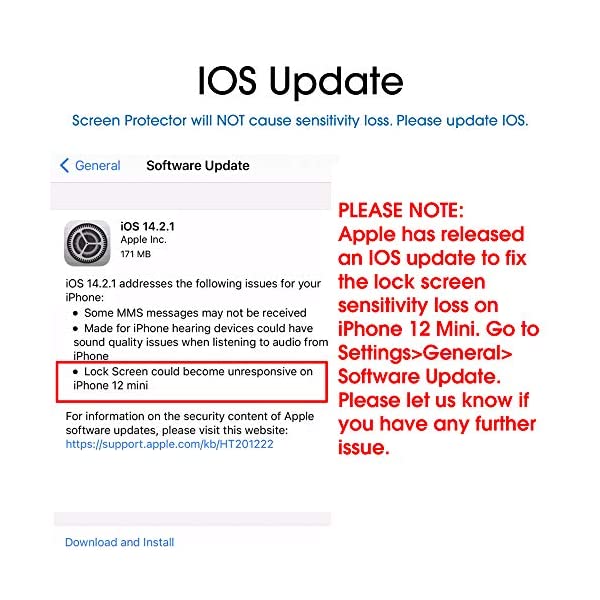 IOS Update
Screen Protector will NOT cause sensitivity loss. Please update IOS.
General
Software Update
iOS 14.2.1
Apple Inc.
171 MB
iOS 14.2.1 addresses the following issues for your
iPhone:
• Some MMS messages may not be received
• Made for iPhone hearing devices could have
sound quality issues when listening to audio from
iPhone
• Lock Screen could become unresponsive on
iPhone 12 mini
For information on the security content of Apple
software updates, please visit this website:
https://support.apple.com/kb/HT201222
Download and Install
PLEASE NOTE:
Apple has released
an IOS update to fix
the lock screen
sensitivity loss on
iPhone 12 Mini. Go to
Settings>General>
Software Update.
Please let us know if
you have any further
issue.